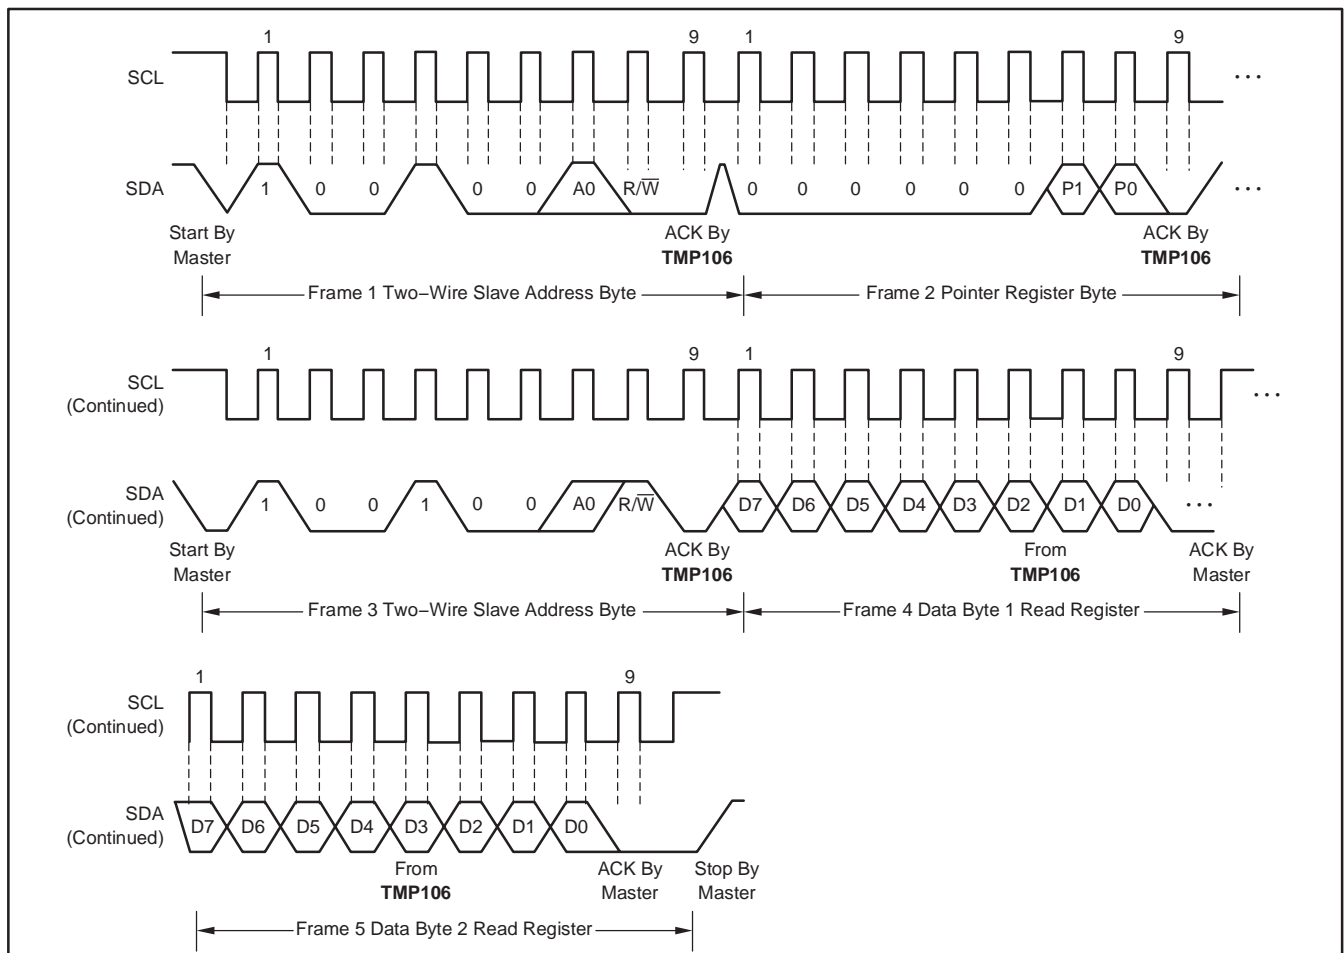 1 9 1 9
SCL ...
SDA 1 0 0 0 0 A0 R/W̅ 0 0 0 0 0 0 P1 P0 ...
Start By Master
ACK By TMP106
ACK By TMP106
Frame 1 Two−Wire Slave Address Byte
Frame 2 Pointer Register Byte
1 9 1 9
SCL (Continued) ...
SDA (Continued) 1 0 0 1 0 0 A0 R/W̅ D7 D6 D5 D4 D3 D2 D1 D0 ...
Start By Master
ACK By TMP106
From TMP106
ACK By Master
Frame 3 Two−Wire Slave Address Byte
Frame 4 Data Byte 1 Read Register
1 9
SCL (Continued)
SDA (Continued) D7 D6 D5 D4 D3 D2 D1 D0
From TMP106
ACK By Master
Stop By Master
Frame 5 Data Byte 2 Read Register